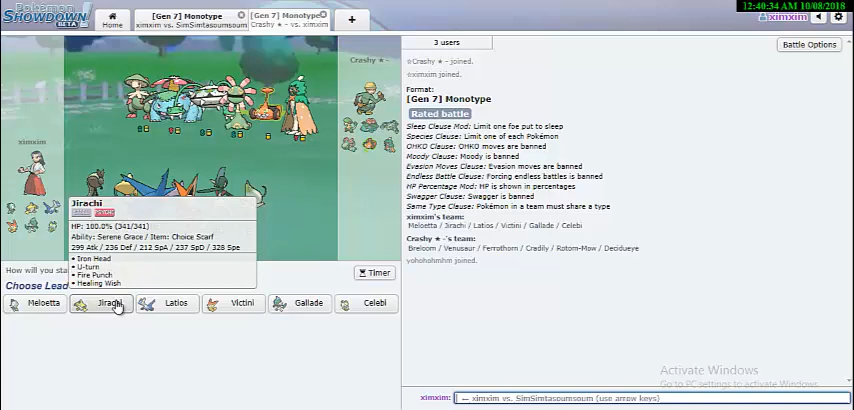 Pokémon
SHOWDOWN
BETA
Home
[Gen 7] Monotype
ximxim vs. SimSimtasoumsoum
[Gen 7] Monotype
Crashy ★ - vs. ximxim
+
12:40:34 AM 10/08/2018
ximxim
Crashy ★ -
ximxim
Jirachi
STEEL PSYCHIC
HP: 100.0% (341/341)
Ability: Serene Grace / Item: Choice Scarf
299 Atk / 236 Def / 212 SpA / 237 SpD / 328 Spe
• Iron Head
• U-turn
• Fire Punch
• Healing Wish
How will you sta
Timer
Choose Lead
Meloetta
Jirachi
Latios
Victini
Gallade
Celebi
3 users
Battle Options
☆Crashy ★ - joined.
☆ximxim joined.
Format:
[Gen 7] Monotype
Rated battle
Sleep Clause Mod: Limit one foe put to sleep
Species Clause: Limit one of each Pokémon
OHKO Clause: OHKO moves are banned
Moody Clause: Moody is banned
Evasion Moves Clause: Evasion moves are banned
Endless Battle Clause: Forcing endless battles is banned
HP Percentage Mod: HP is shown in percentages
Swagger Clause: Swagger is banned
Same Type Clause: Pokémon in a team must share a type
ximxim's team:
Meloetta / Jirachi / Latios / Victini / Gallade / Celebi
Crashy ★ -'s team:
Breloom / Venusaur / Ferrothorn / Cradily / Rotom-Mow / Decidueye
yohohohmhm joined.
Activate Windows
Go to PC settings to activate Windows.
ximxim:
← ximxim vs. SimSimtasoumsoum (use arrow keys)